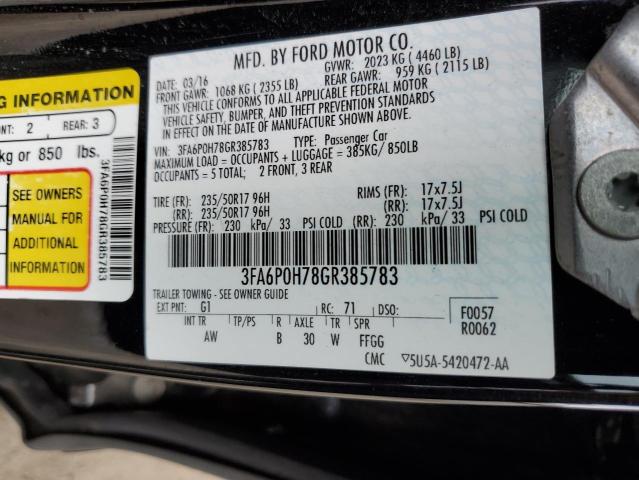 MFD. BY FORD MOTOR CO.
DATE: 03/16 GVWR: 2023 KG ( 4460 LB)
FRONT GAWR: 1068 KG ( 2355 LB) REAR GAWR: 959 KG ( 2115 LB)
THIS VEHICLE CONFORMS TO ALL APPLICABLE FEDERAL MOTOR
VEHICLE SAFETY, BUMPER, AND THEFT PREVENTION STANDARDS
IN EFFECT ON THE DATE OF MANUFACTURE SHOWN ABOVE.
VIN: 3FA6P0H78GR385783 TYPE: Passenger Car
MAXIMUM LOAD = OCCUPANTS + LUGGAGE = 385KG/ 850LB
OCCUPANTS = 5 TOTAL; 2 FRONT, 3 REAR
TIRE (FR): 235/50R17 96H RIMS (FR): 17x7.5J
(RR): 235/50R17 96H (RR): 17x7.5J
PRESSURE (FR): 230 kPa/ 33 PSI COLD (RR): 230 kPa/ 33 PSI COLD
3FA6P0H78GR385783
TRAILER TOWING - SEE OWNER GUIDE
EXT PNT: G1 RC: 71 DSO:
INT TR TP/PS R AXLE TR SPR
AW B 30 W FFGG
F0057
R0062
CMC 5U5A-5420472-AA
G INFORMATION
NT: 2 REAR: 3
kg or 850 lbs.
SEE OWNERS
MANUAL FOR
ADDITIONAL
INFORMATION
3FA6P0H78GR385783